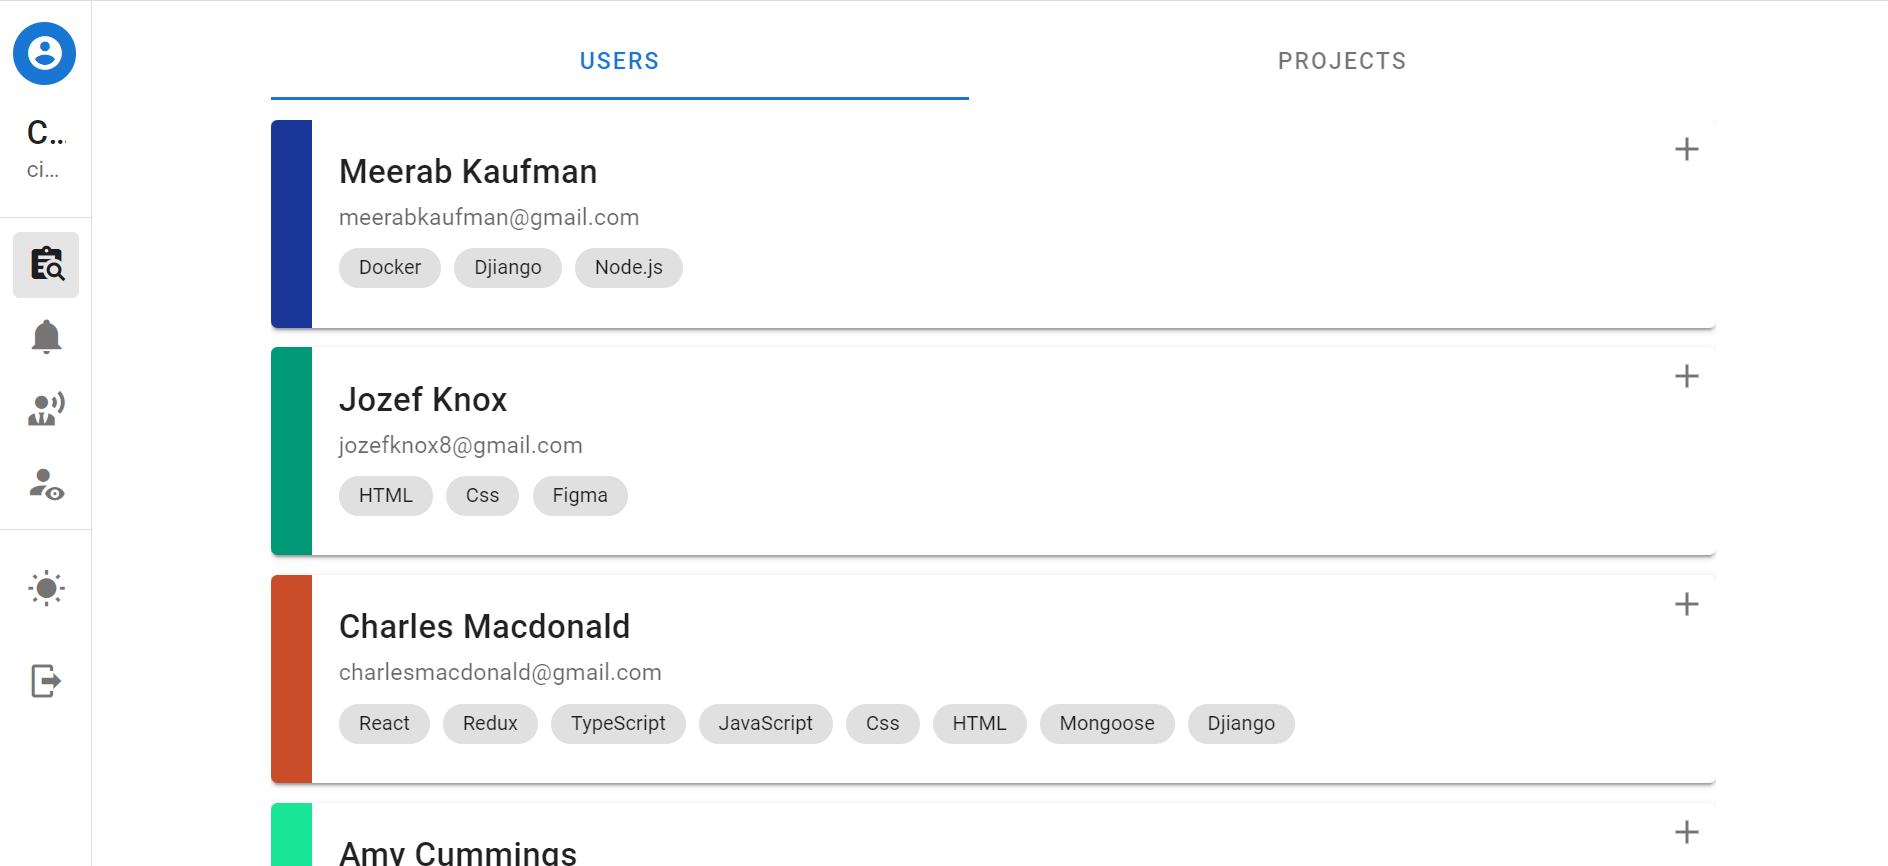 C...
ci...
USERS PROJECTS
Meerab Kaufman
meerabkaufman@gmail.com
Docker Djiango Node.js
Jozef Knox
jozefknox8@gmail.com
HTML Css Figma
Charles Macdonald
charlesmacdonald@gmail.com
React Redux TypeScript JavaScript Css HTML Mongoose Djiango
Amy Cummings